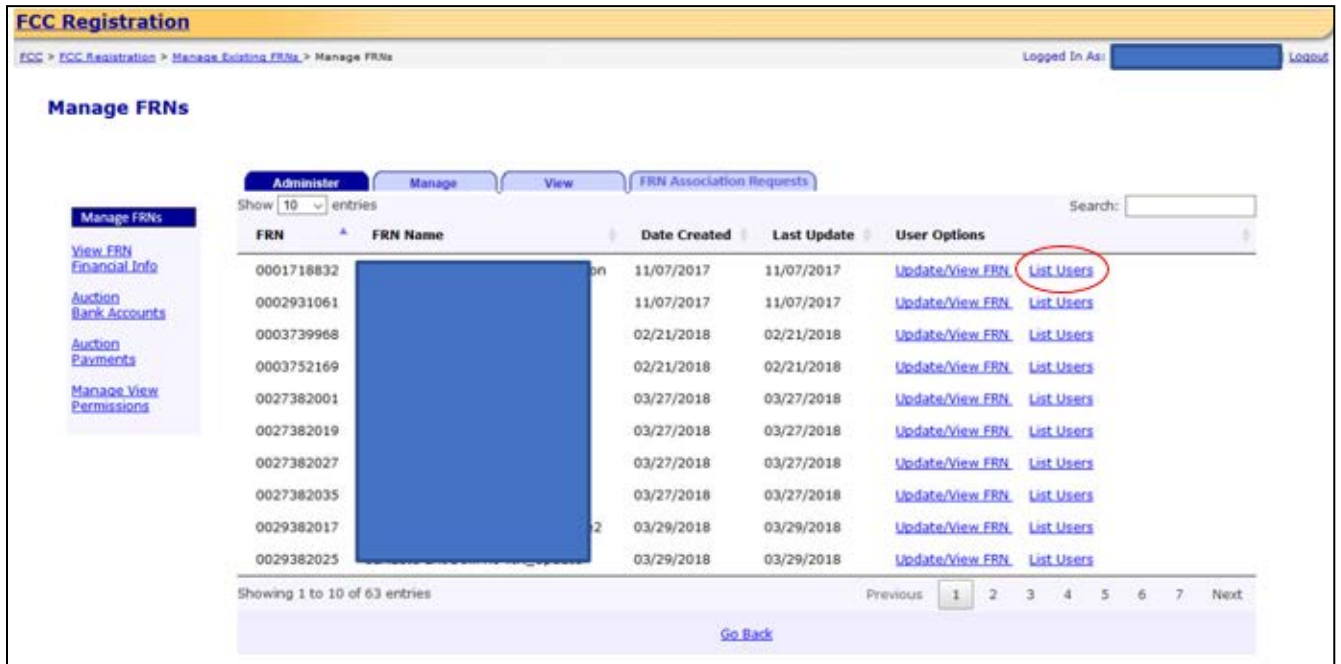 FCC Registration
FCC > FCC Registration > Manage Existing FRNs > Manage FRNs Logged In As: Logout
Manage FRNs
Administer Manage View FRN Association Requests
Show 10 entries Search:
Manage FRNs
View FRN
Financial Info
Auction
Bank Accounts
Auction
Payments
Manage View
Permissions
FRN FRN Name Date Created Last Update User Options
0001718832 on 11/07/2017 11/07/2017 Update/View FRN List Users
0002931061 11/07/2017 11/07/2017 Update/View FRN List Users
0003739968 02/21/2018 02/21/2018 Update/View FRN List Users
0003752169 02/21/2018 02/21/2018 Update/View FRN List Users
0027382001 03/27/2018 03/27/2018 Update/View FRN List Users
0027382019 03/27/2018 03/27/2018 Update/View FRN List Users
0027382027 03/27/2018 03/27/2018 Update/View FRN List Users
0027382035 03/27/2018 03/27/2018 Update/View FRN List Users
0029382017 2 03/29/2018 03/29/2018 Update/View FRN List Users
0029382025 03/29/2018 03/29/2018 Update/View FRN List Users
Showing 1 to 10 of 63 entries Previous 1 2 3 4 5 6 7 Next
Go Back